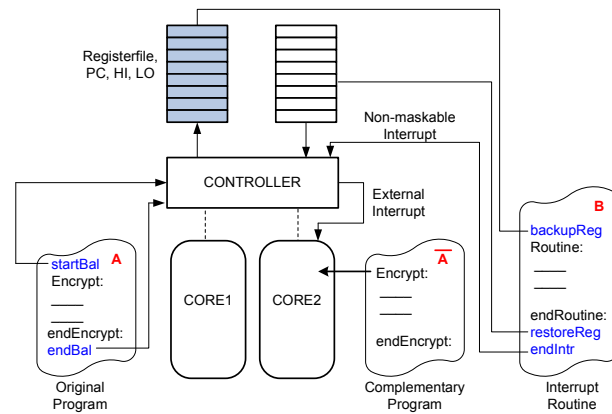 Registerfile,
PC, HI, LO
Non-maskable
Interrupt
CONTROLLER
External
Interrupt
A
startBal
Encrypt:
endEncrypt:
endBal
Original
Program
CORE1
CORE2
A
Encrypt:
endEncrypt:
Complementary
Program
B
backupReg
Routine:
endRoutine:
restoreReg
endIntr
Interrupt
Routine